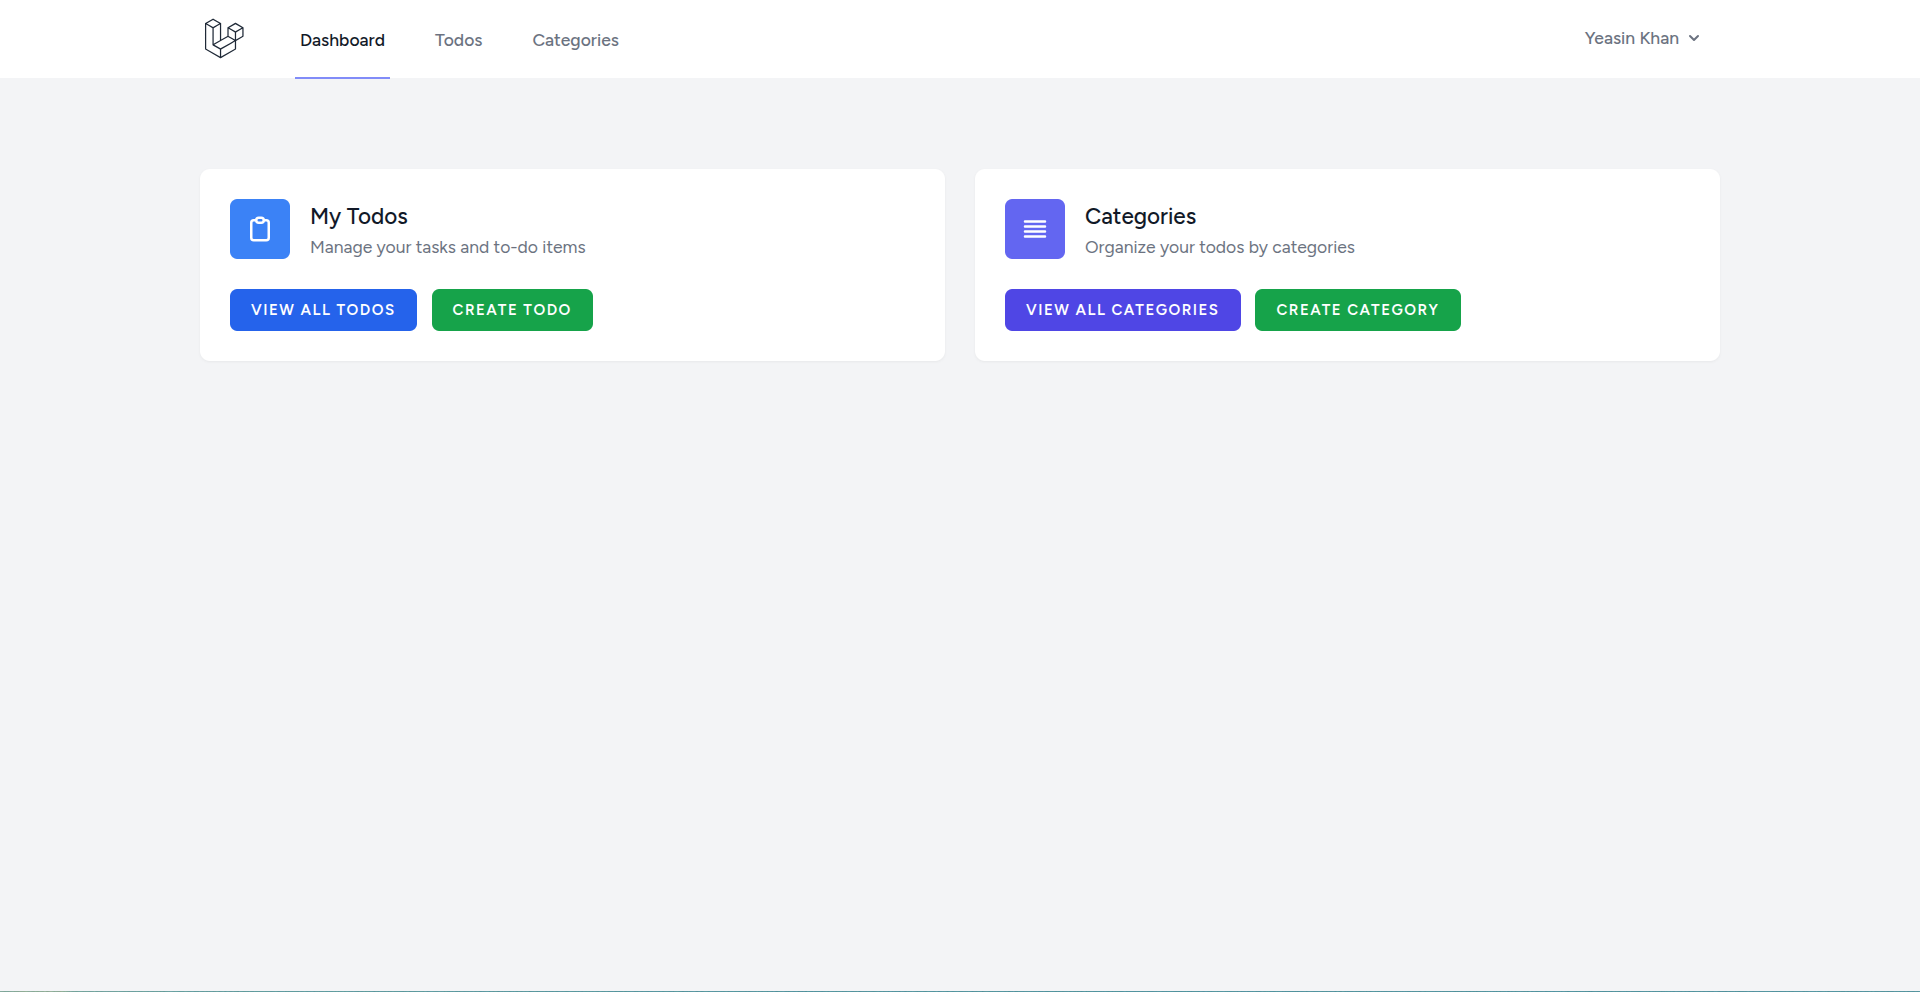 Dashboard Todos Categories Yeasin Khan
My Todos
Manage your tasks and to-do items
VIEW ALL TODOS CREATE TODO
Categories
Organize your todos by categories
VIEW ALL CATEGORIES CREATE CATEGORY